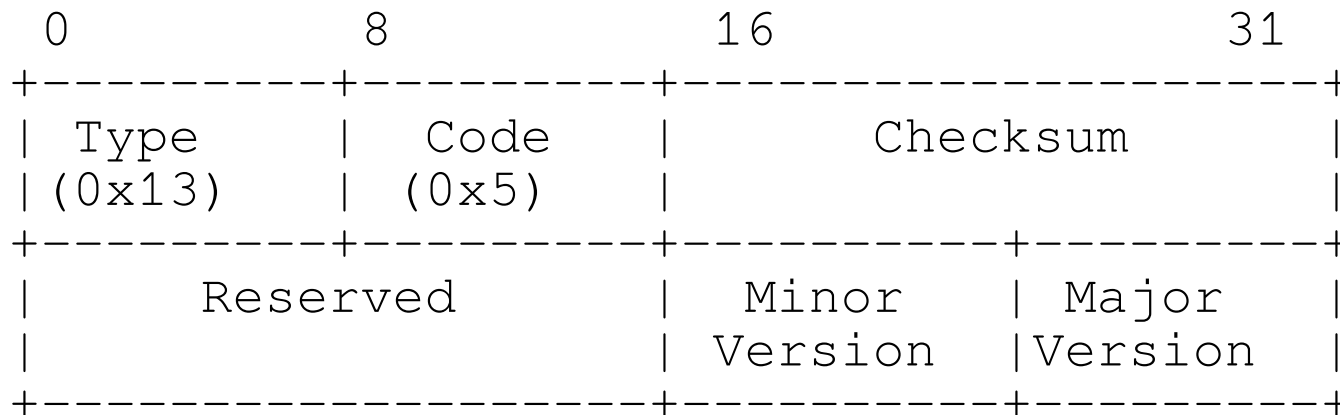 0 8 16 31
+---------+---------+--------------------+
| Type | Code | Checksum |
|(0x13) | (0x5) | |
+---------+---------+----------+---------+
| Reserved | Minor | Major |
| | Version |Version |
+-------------------+----------+---------+